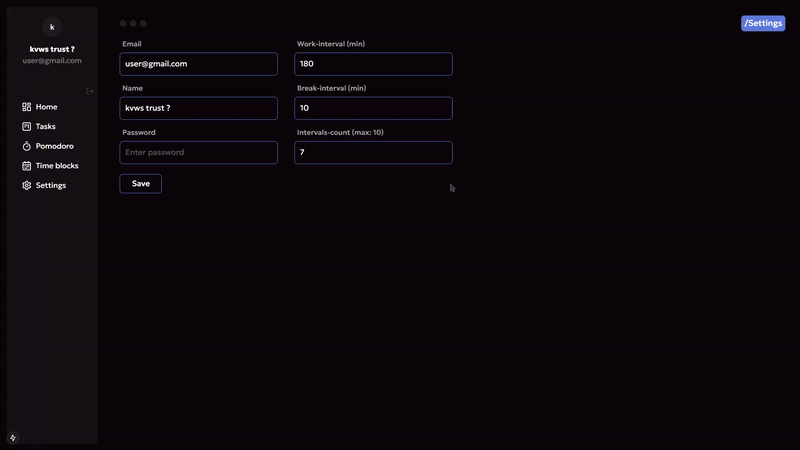 k
kvws trust ?
user@gmail.com
Home
Tasks
Pomodoro
Time blocks
Settings
/Settings
Email
user@gmail.com
Name
kvws trust ?
Password
Enter password
Save
Work-interval (min)
180
Break-interval (min)
10
Intervals-count (max: 10)
7